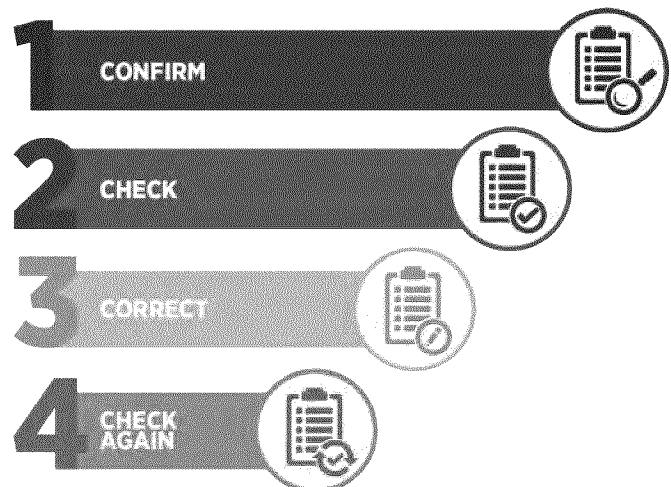 1
CONFIRM
2
CHECK
3
CORRECT
4
CHECK
AGAIN